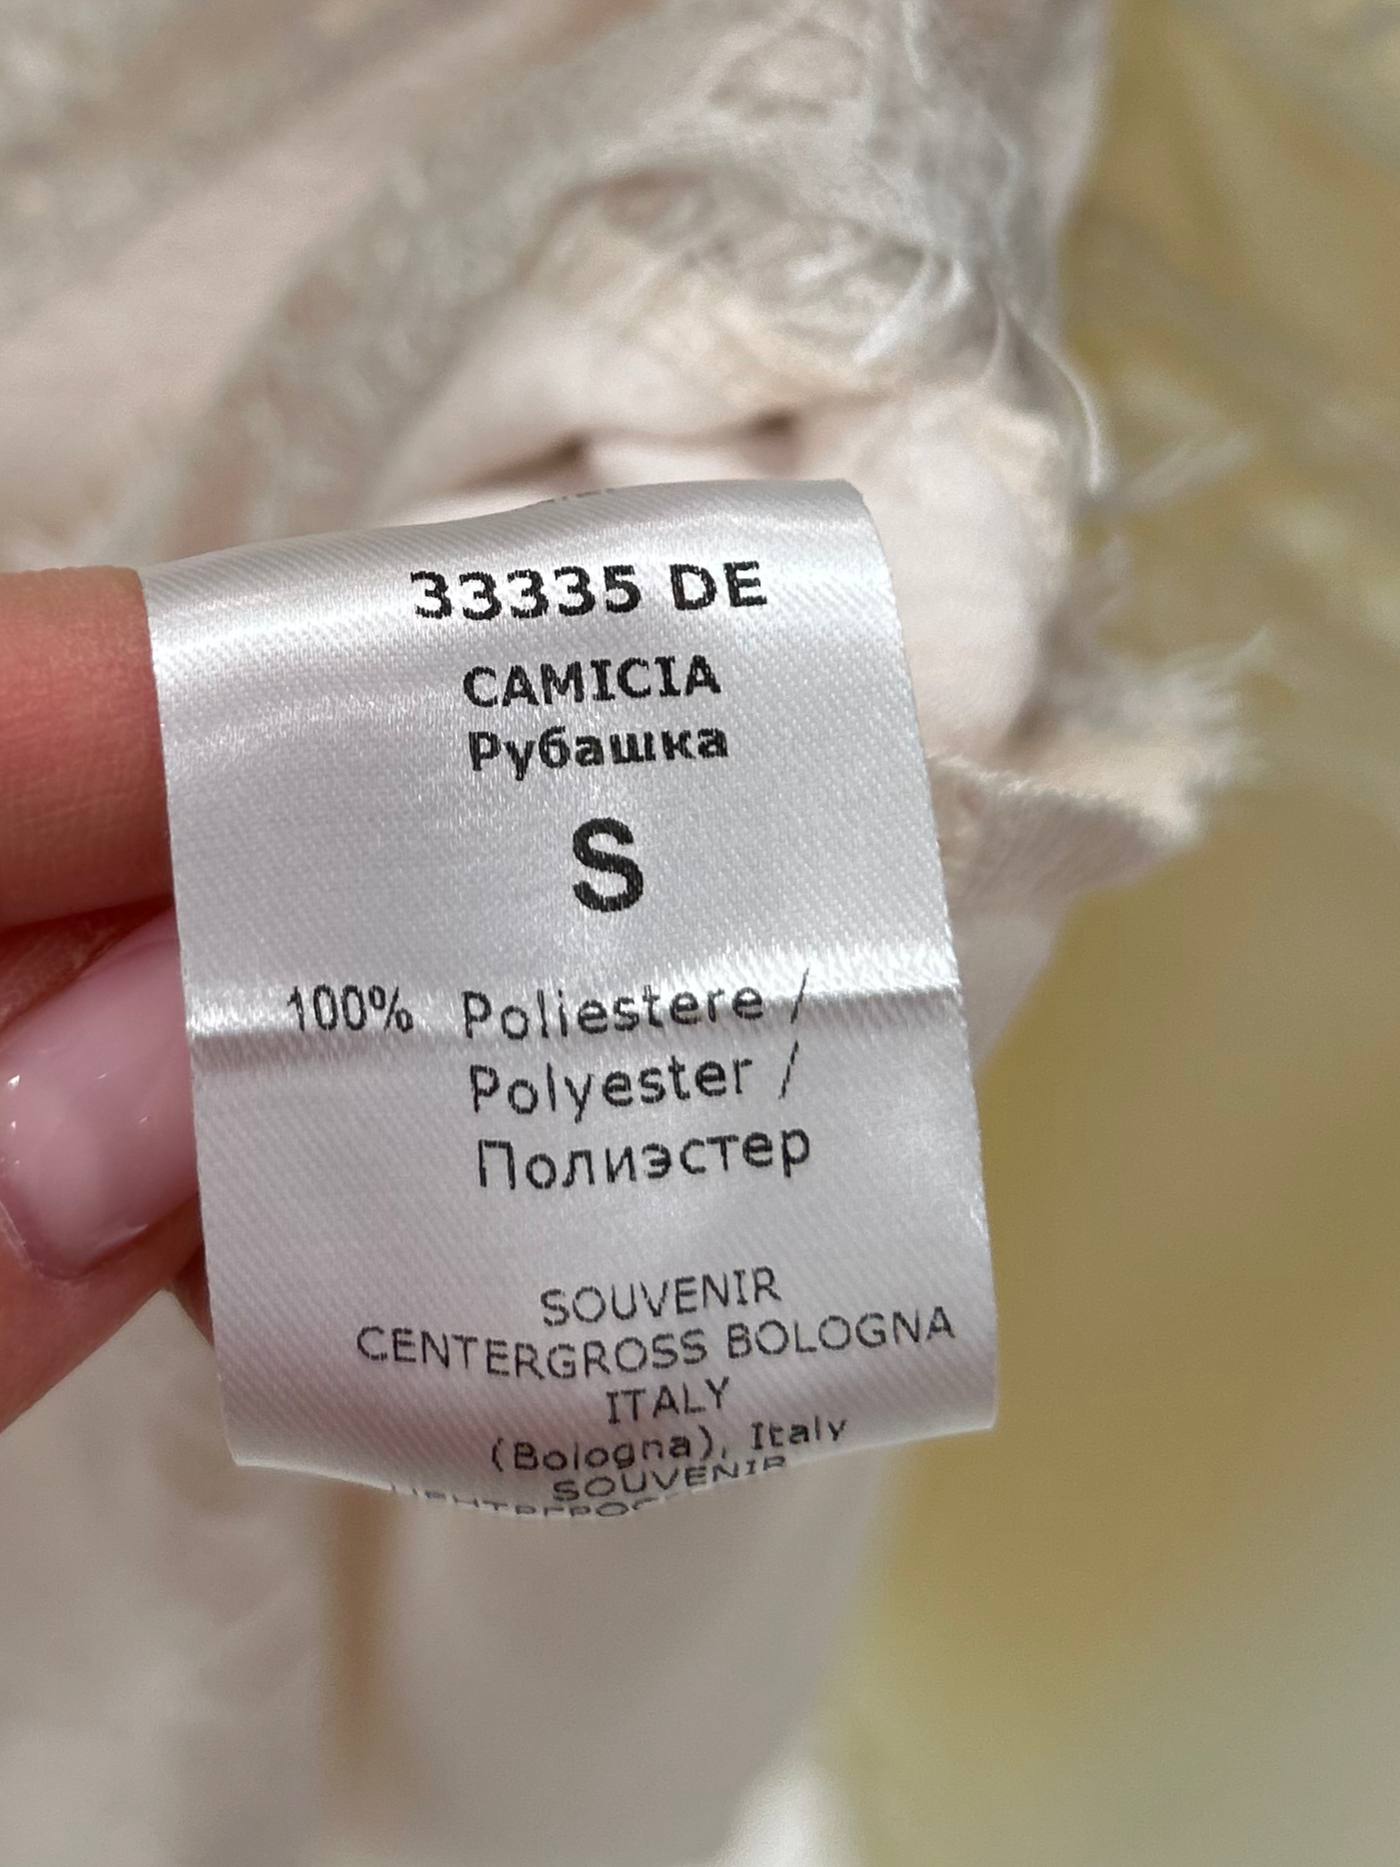 33335 DE
CAMICIA
Рубашка
S
100% Poliestere /
Polyester /
Полиэстер
SOUVENIR
CENTERGROSS BOLOGNA
ITALY
(Bologna), Italy
SOUVENIR